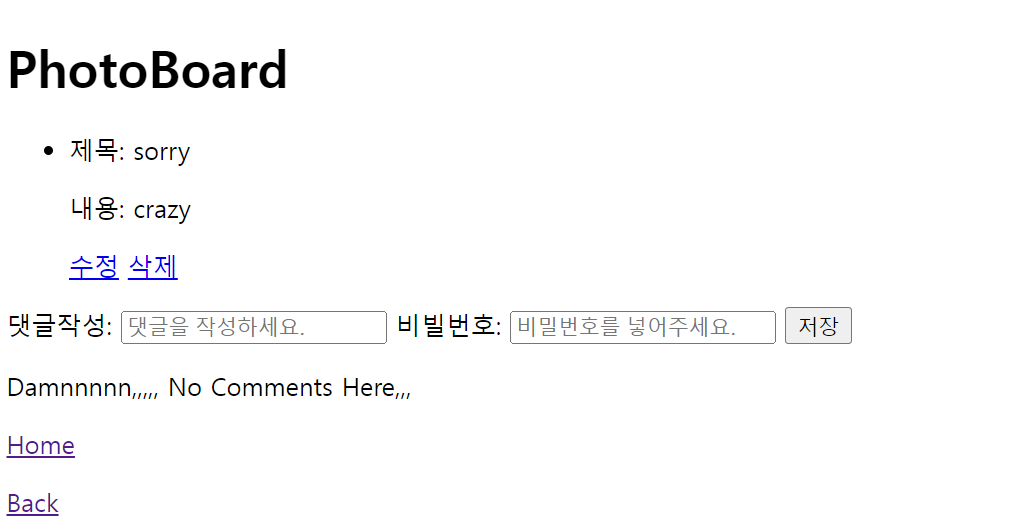 PhotoBoard
제목: sorry
내용: crazy
수정 삭제
댓글작성: 댓글을 작성하세요. 비빌번호: 비밀번호를 넣어주세요. 저장
Damnnnnn,,,,, No Comments Here,,,
Home
Back